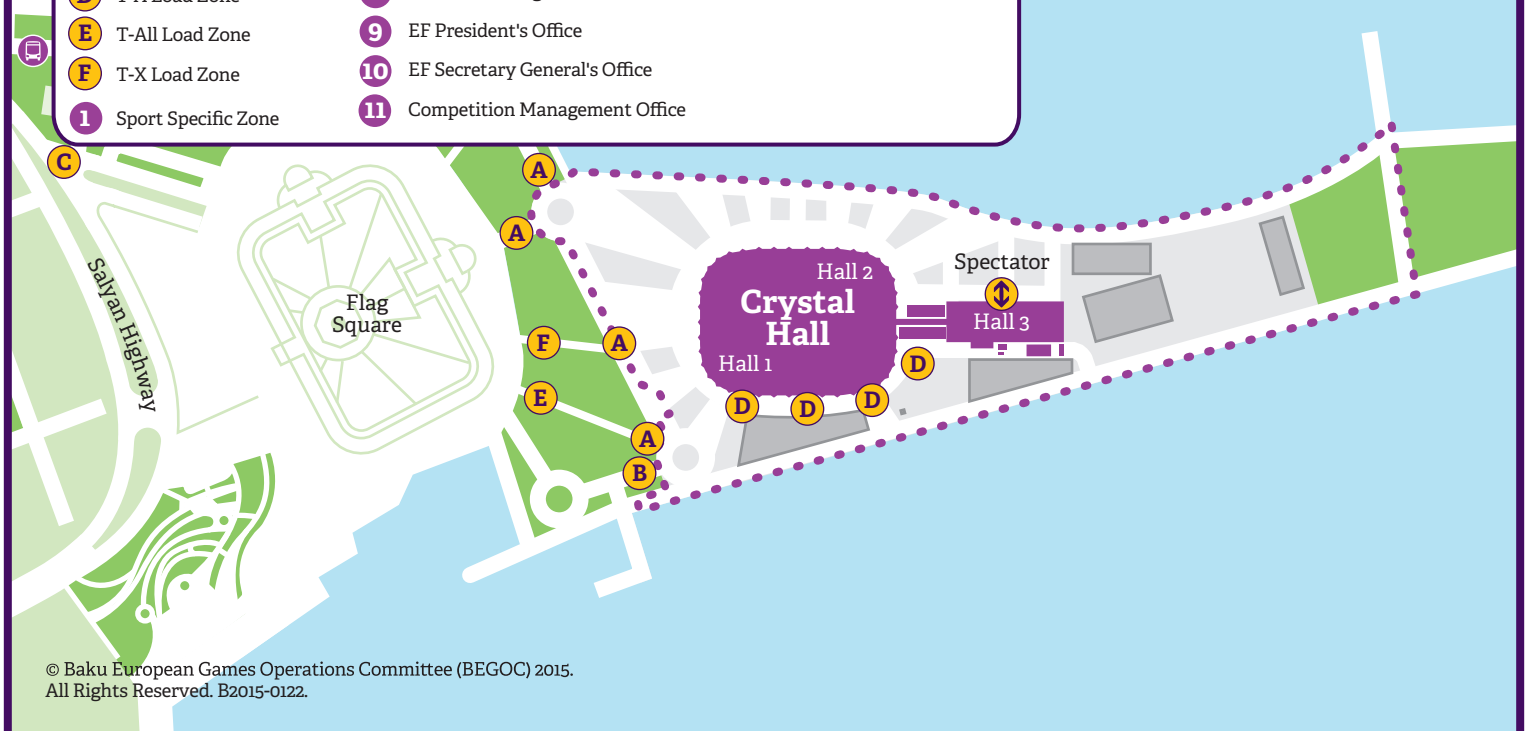 E T-All Load Zone
F T-X Load Zone
1 Sport Specific Zone
9 EF President's Office
10 EF Secretary General's Office
11 Competition Management Office
C
A
A
Salyan Highway
Flag
Square
F
A
E
A
B
Hall 2
Crystal
Hall
Hall 1
Spectator
Hall 3
D
D
D
D
© Baku European Games Operations Committee (BEGOC) 2015.
All Rights Reserved. B2015-0122.